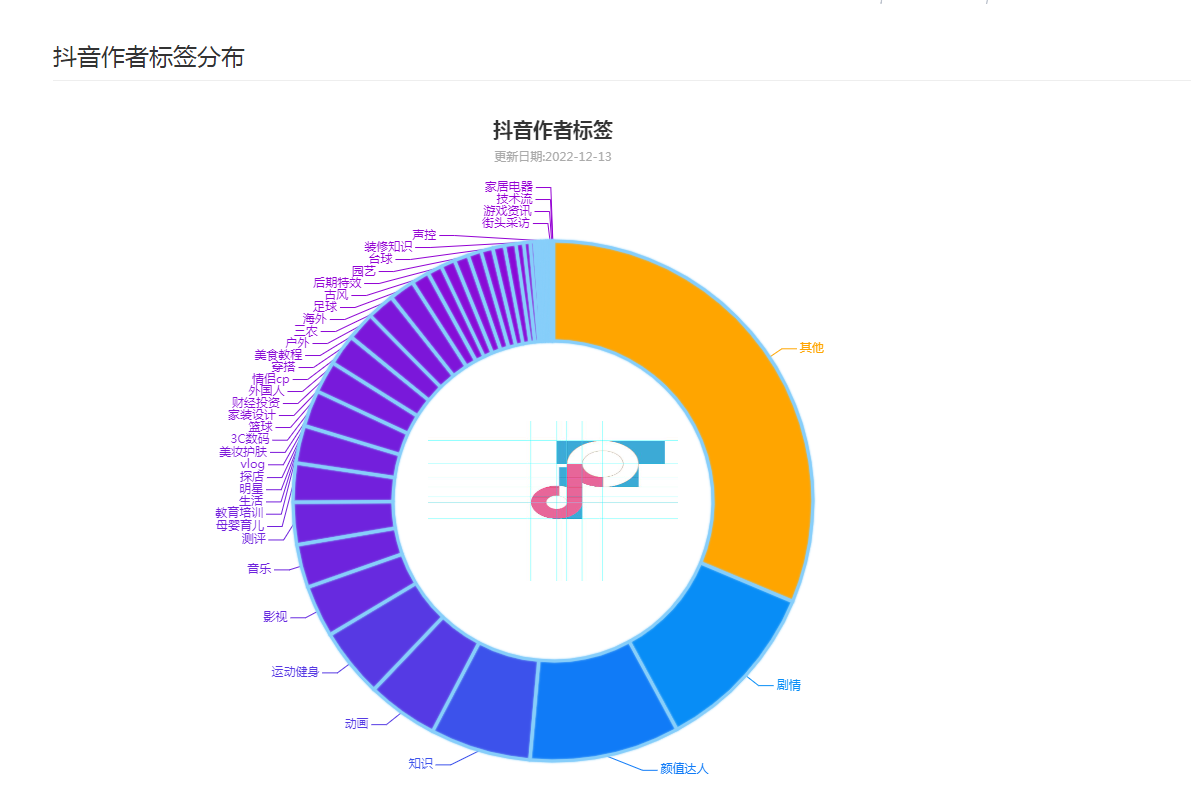 抖音作者标签分布
抖音作者标签
更新日期:2022-12-13
家居电器
技术流
游戏资讯
街头采访
声控
装修知识
台球
园艺
后期特效
古风
足球
海外
三农
户外
美食教程
穿搭
情侣cp
外国人
财经投资
家装设计
篮球
3C数码
美妆护肤
vlog
探店
明星
生活
教育培训
母婴育儿
测评
音乐
影视
运动健身
动画
知识
颜值达人
剧情
其他